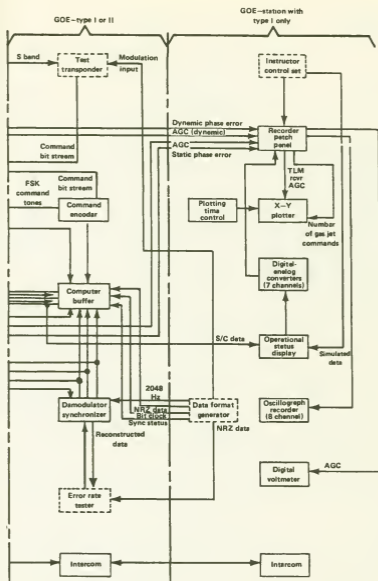 GOE-type I or II
GOE-station with
type I only
S band
Test
transponder
Modulation
input
Instructor
control set
Dynamic phase error
AGC (dynamic)
AGC
Static phase error
Recorder
patch
panel
Command
bit stream
FSK
command
tones
Command
bit stream
Command
encodar
TLM
rcvr
AGC
Plotting
time control
X-Y
plotter
Number
of gas jet
commands
Digital-
analog
converters
(7 channels)
Computer
buffer
S/C data
Operational
status
display
Simulated
data
2048
Hz
NRZ data
Bit clock
Sync status
Damodulator
synchronizer
Data format
generator
NRZ data
Oscillograph
recorder
(8 channel)
Reconstructed
data
Error rate
tester
Digital
voltmeter
AGC
Intercom
Intercom